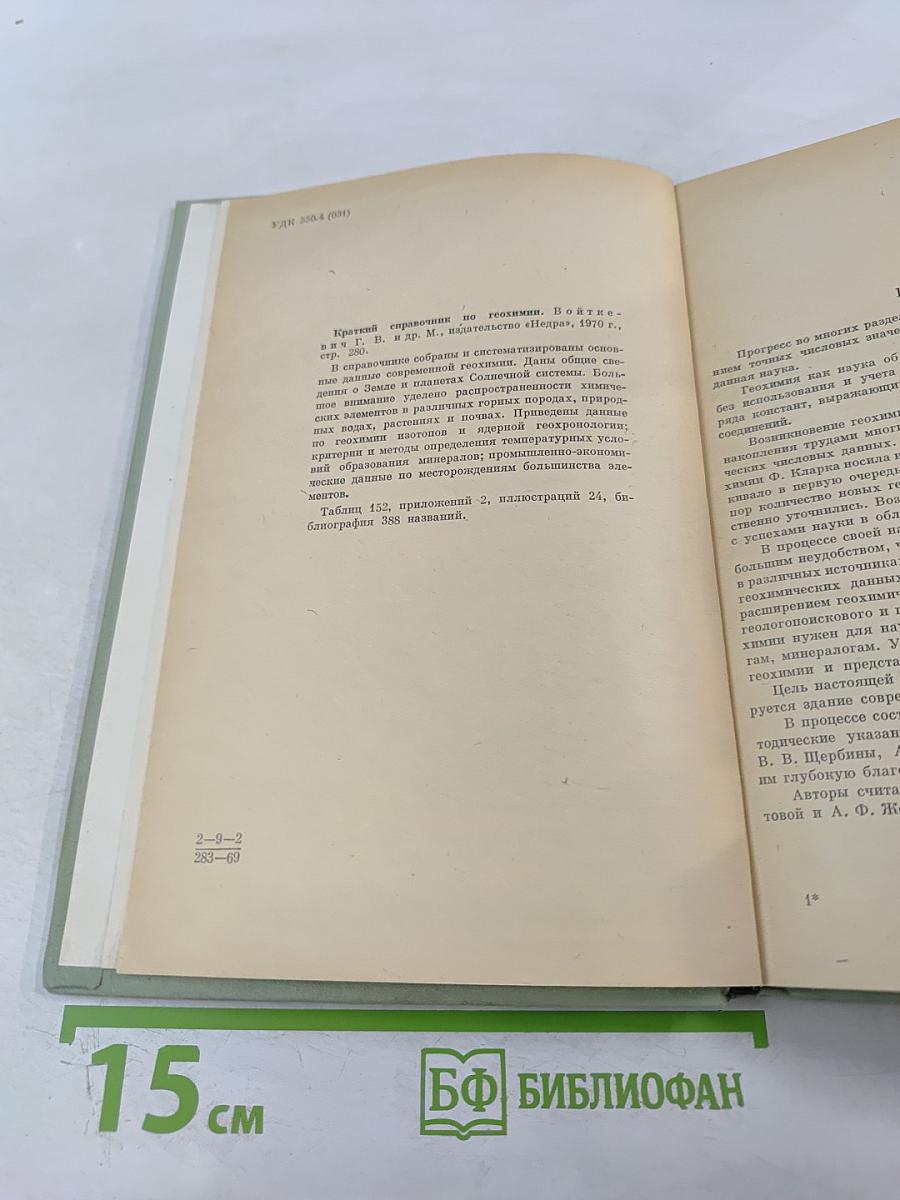 УДК 550.4 (031)
Краткий справочник по геохимии. Войтке-
вич Г. В. и др. М., издательство «Недра», 1970 г.,
стр. 280.
В справочнике собраны и систематизированы основ-
ные данные современной геохимии. Даны общие све-
дения о Земле и планетах Солнечной системы. Боль-
шое внимание уделено распространенности химиче-
ских элементов в различных горных породах, природ-
ных водах, растениях и почвах. Приведены данные
по геохимии изотопов и ядерной геохронологии;
критерии и методы определения температурных усло-
вий образования минералов; промышленно-экономи-
ческие данные по месторождениям большинства эле-
ментов.
Таблиц 152, приложений 2, иллюстраций 24, би-
блиография 388 названий.
2—9—2
283—69
Прогресс во многих раздел
нием точных числовых значе
данная наука.
Геохимия как наука об
без использования и учета
ряда констант, выражающи
соединений.
Возникновение геохими
накопления трудами многи
ческих числовых данных.
химии Ф. Кларка носила и
кивало в первую очередь
пор количество новых ге
ственно уточнились. Воз
с успехами науки в обл
В процессе своей на
большим неудобством, ч
в различных источника
геохимических данных
расширением геохимич
геологопоискового и п
химии нужен для нау
гам, минералогам. У
геохимии и предста
Цель настоящей
руется здание совре
В процессе сост
тодические указан
В. В. Щербины, А
им глубокую благо
Авторы счита
товой и А. Ф. Же
1*
15 см
БФ БИБЛИОФАН